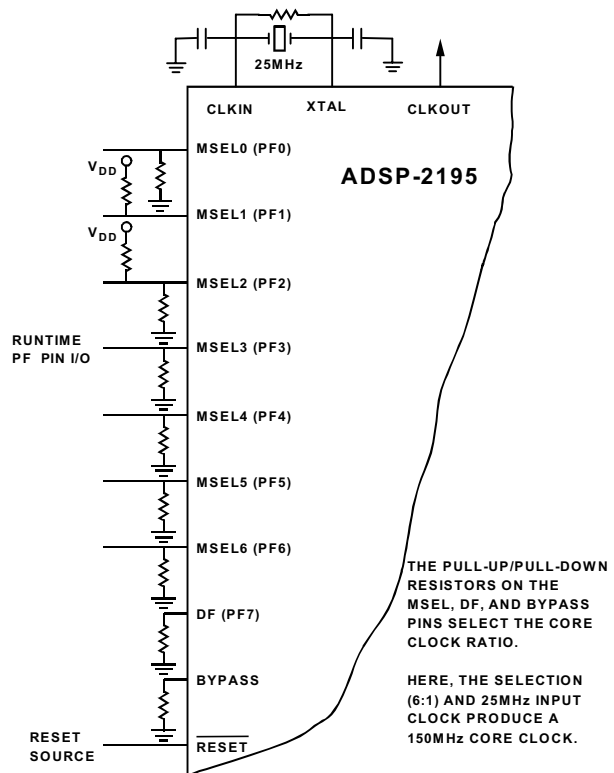 25MHz
CLKIN
XTAL
CLKOUT
MSEL0 (PF0)
ADSP-2195
VDD
MSEL1 (PF1)
VDD
MSEL2 (PF2)
RUNTIME
PF PIN I/O
MSEL3 (PF3)
MSEL4 (PF4)
MSEL5 (PF5)
MSEL6 (PF6)
DF (PF7)
BYPASS
RESET
SOURCE
RESET
THE PULL-UP/PULL-DOWN
RESISTORS ON THE
MSEL, DF, AND BYPASS
PINS SELECT THE CORE
CLOCK RATIO.
HERE, THE SELECTION
(6:1) AND 25MHz INPUT
CLOCK PRODUCE A
150MHz CORE CLOCK.